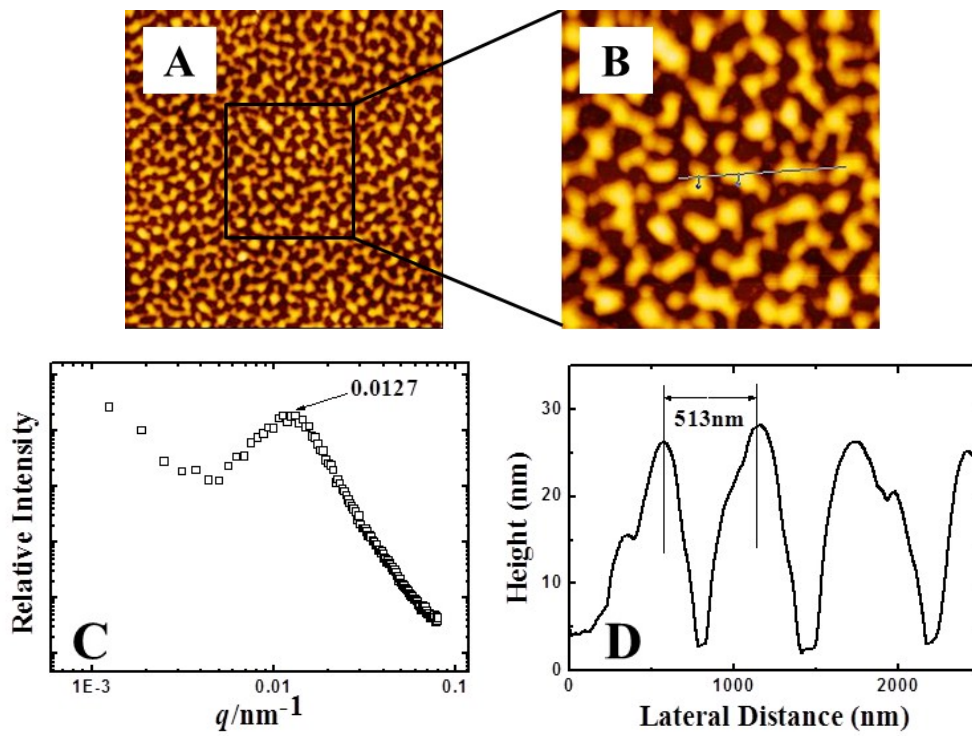 A
B
0.0127
Relative Intensity
C
1E-3
0.01
0.1
q/nm-1
513nm
30
20
10
0
Height (nm)
D
0
1000
2000
Lateral Distance (nm)